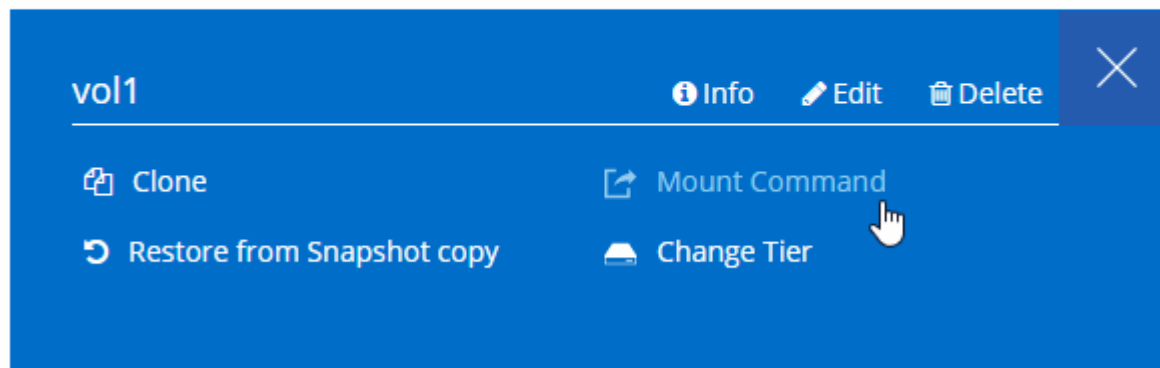 vol1
Info Edit Delete
Clone
Mount Command
Restore from Snapshot copy
Change Tier